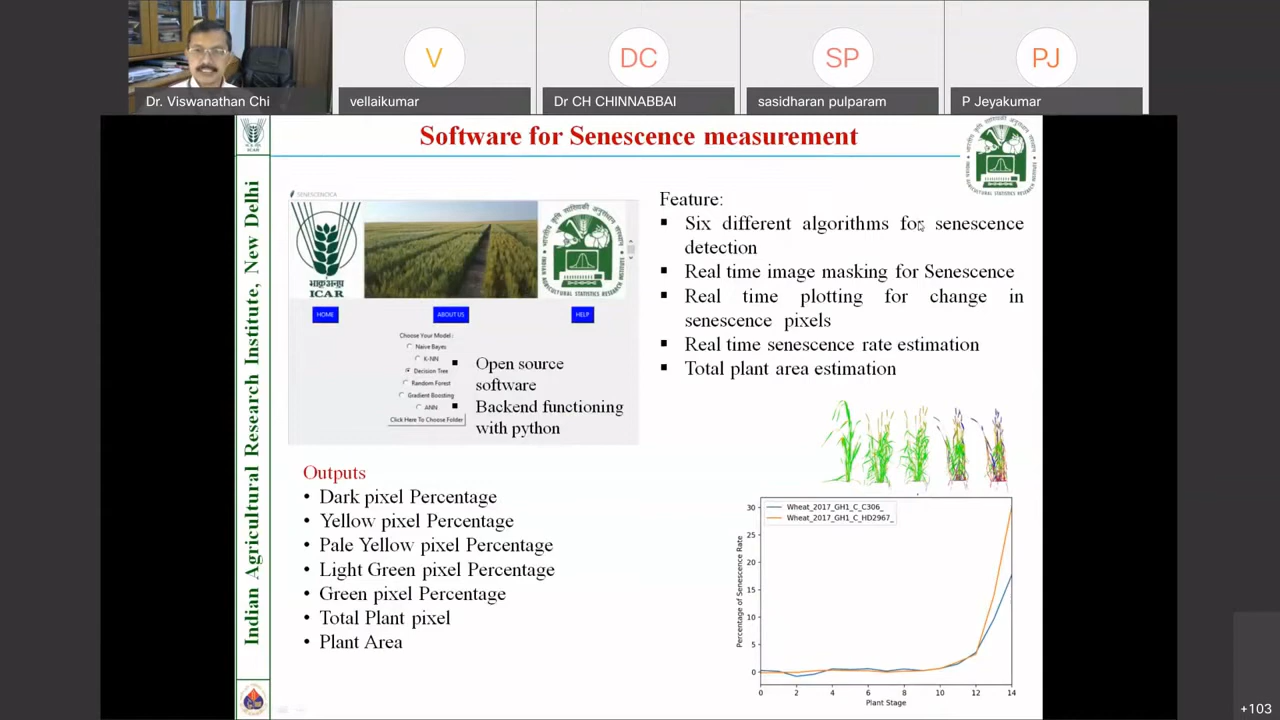 V
DC
SP
PJ
Dr. Viswanathan Chi
vellaikumar
Dr CH CHINNABBAI
sasidharan pulparam
P Jeyakumar
Software for Senescence measurement
ICAR
Indian Agricultural Research Institute, New Delhi
SENESCENCICA
भाकृअनुप
ICAR
HOME
ABOUT US
HELP
Choose Your Model :
Naive Bayes
K-NN
Decision Tree
Random Forest
Gradient Boosting
ANN
Click Here To Choose Folder
Open source
software
Backend functioning
with python
Feature:
Six different algorithms for senescence
detection
Real time image masking for Senescence
Real time plotting for change in
senescence pixels
Real time senescence rate estimation
Total plant area estimation
Outputs
• Dark pixel Percentage
• Yellow pixel Percentage
• Pale Yellow pixel Percentage
• Light Green pixel Percentage
• Green pixel Percentage
• Total Plant pixel
• Plant Area
Wheat_2017_GH1_C_C306_
Wheat_2017_GH1_C_HD2967_
Percentage of Senescence Rate
30
25
20
15
10
5
0
0 2 4 6 8 10 12 14
Plant Stage
+103